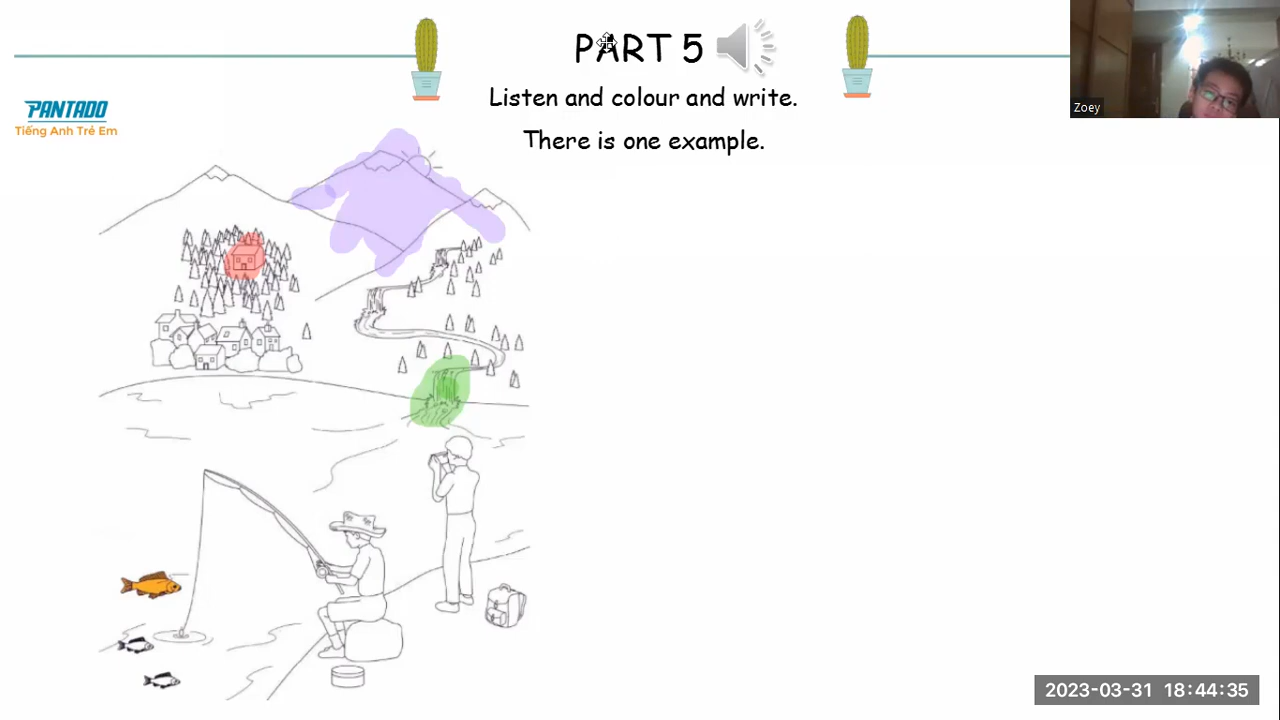 PART 5
Listen and colour and write.
There is one example.
PANTADO
Tiếng Anh Trẻ Em
Zoey
2023-03-31 18:44:35